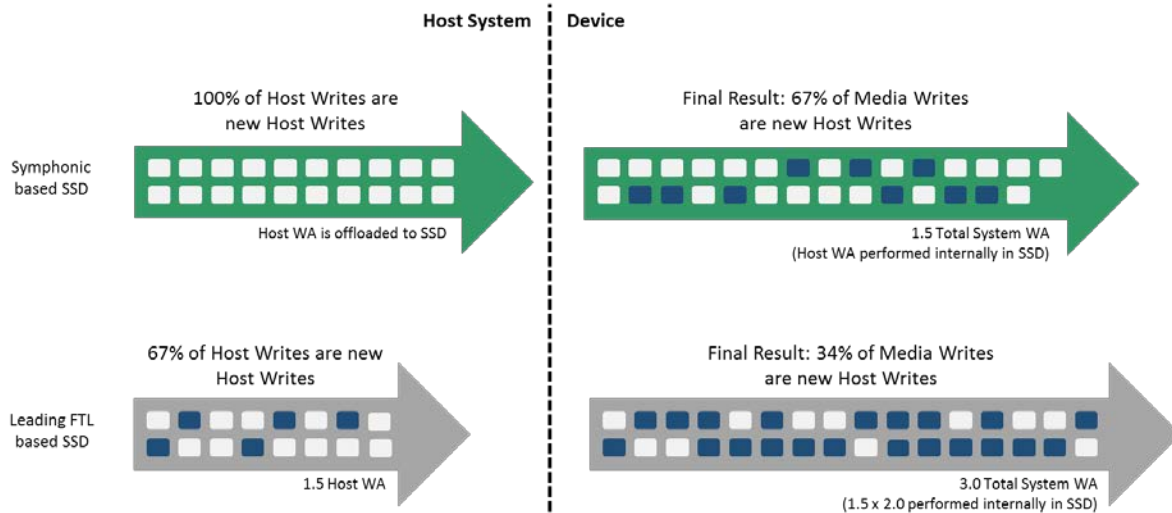 Host System
Device
100% of Host Writes are
new Host Writes
Final Result: 67% of Media Writes
are new Host Writes
Symphonic
based SSD
Host WA is offloaded to SSD
1.5 Total System WA
(Host WA performed internally in SSD)
67% of Host Writes are new
Host Writes
Final Result: 34% of Media Writes
are new Host Writes
Leading FTL
based SSD
1.5 Host WA
3.0 Total System WA
(1.5 x 2.0 performed internally in SSD)